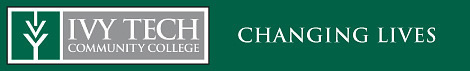 IVY TECH
COMMUNITY COLLEGE
CHANGING LIVES